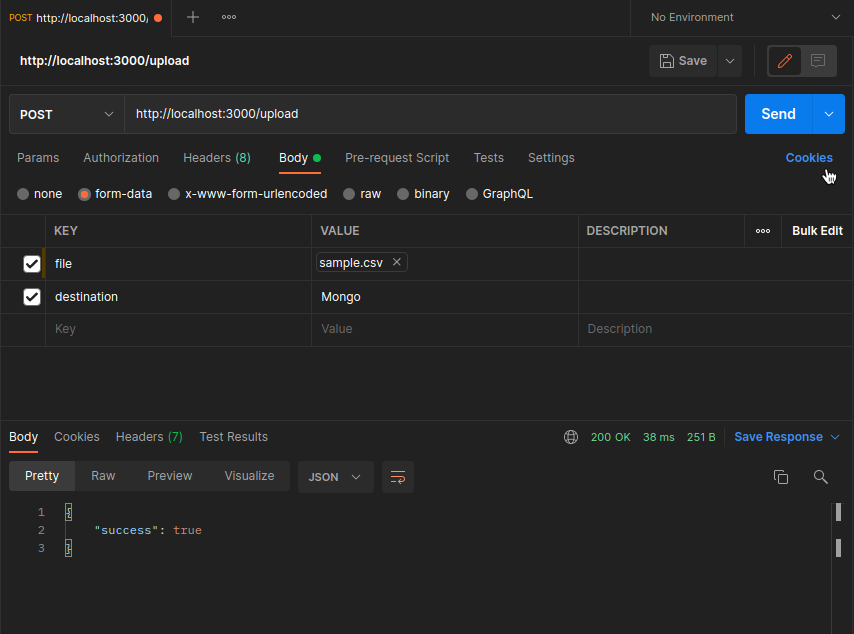 POST http://localhost:3000/ No Environment
http://localhost:3000/upload Save
POST http://localhost:3000/upload Send
Params Authorization Headers (8) Body Pre-request Script Tests Settings Cookies
none form-data x-www-form-urlencoded raw binary GraphQL
KEY VALUE DESCRIPTION Bulk Edit
file sample.csv
destination Mongo
Key Value Description
Body Cookies Headers (7) Test Results 200 OK 38 ms 251 B Save Response
Pretty Raw Preview Visualize JSON
1 {
2 "success": true
3 }